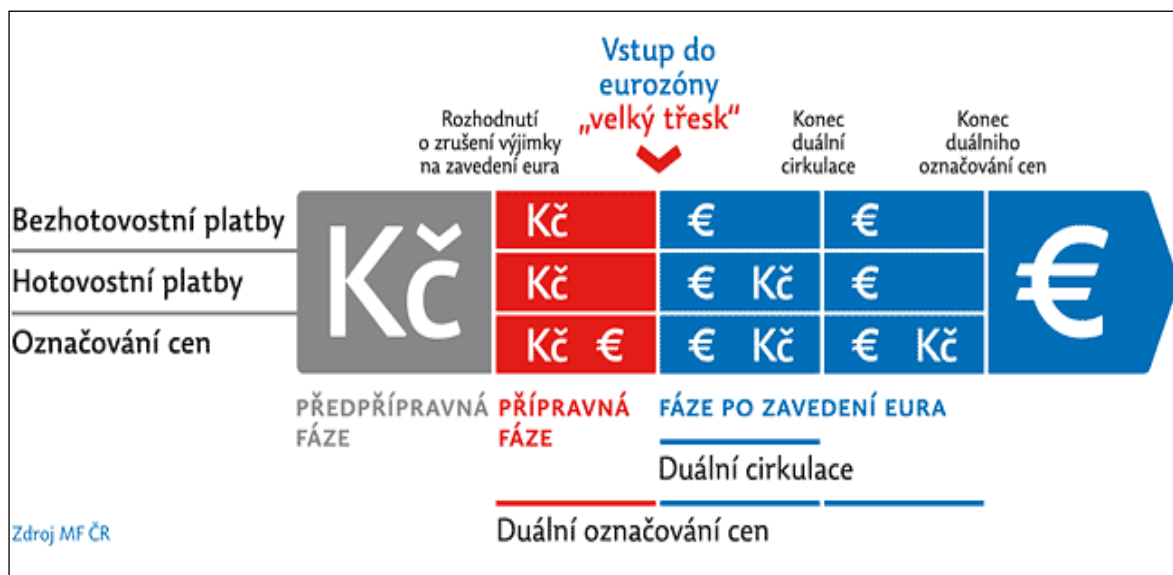 Vstup do
eurozóny
„velký třesk“
Rozhodnutí
o zrušení výjimky
na zavedení eura
Konec
duální
cirkulace
Konec
duálního
označování cen
Bezhotovostní platby
Hotovostní platby
Označování cen
Kč
Kč
€
€
Kč
€ Kč
€
Kč €
€ Kč
€ Kč
€
PŘEDPŘÍPRAVNÁ
FÁZE
PŘÍPRAVNÁ
FÁZE
FÁZE PO ZAVEDENÍ EURA
Duální cirkulace
Duální označování cen
Zdroj MF ČR